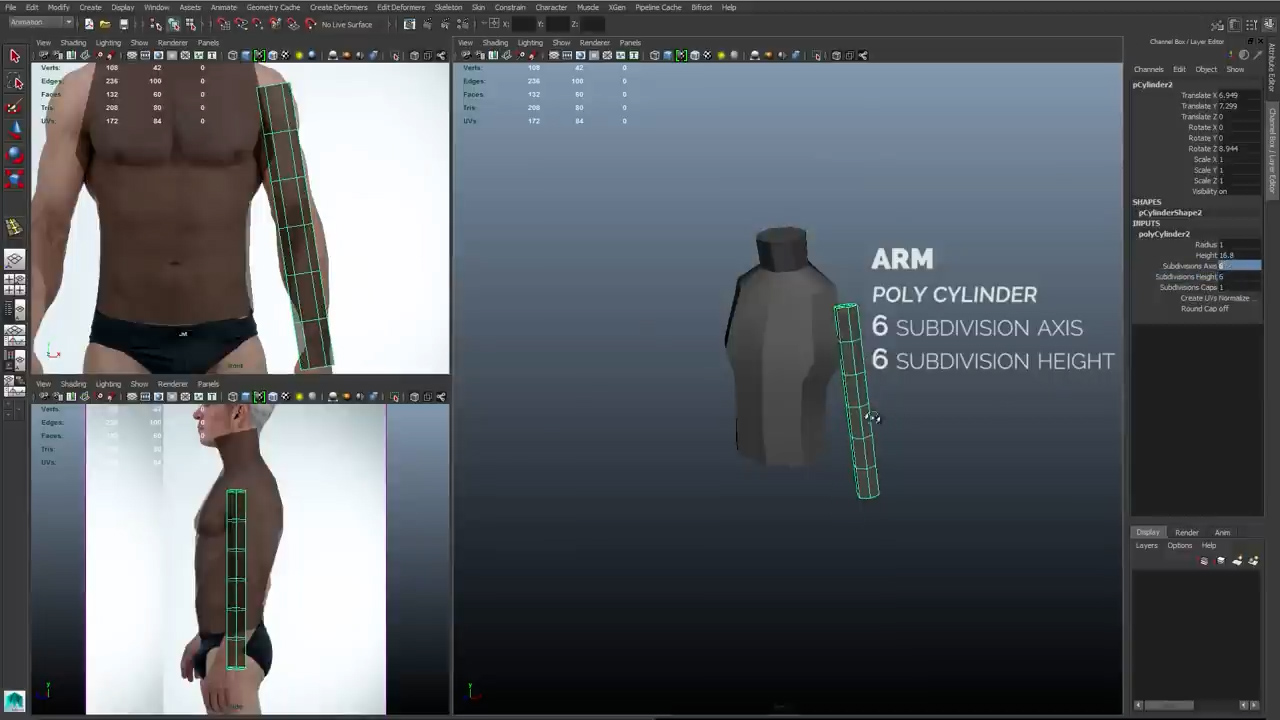 File Edit Modify Create Display Window Assets Animate Geometry Cache Create Deformers Edit Deformers Skeleton Skin Constrain Character Muscle XGen Pipeline Cache Bifrost Help
Animation
No Live Surface
X:
Y:
Z:
View Shading Lighting Show Renderer Panels
Verts: 108 42 0
Edges: 236 100 0
Faces: 132 60 0
Tris: 208 80 0
UVs: 172 84 0
View Shading Lighting Show Renderer Panels
Verts:
Edges:
Faces:
Tris:
UVs:
View Shading Lighting Show Renderer Panels
Verts: 108 42 0
Edges: 236 100 0
Faces: 132 60 0
Tris: 208 80 0
UVs: 172 84 0
ARM
POLY CYLINDER
6 SUBDIVISION AXIS
6 SUBDIVISION HEIGHT
Channel Box / Layer Editor
Channels Edit Object Show
pCylinder2
Translate X 6.949
Translate Y 7.299
Translate Z 0
Rotate X 0
Rotate Y 0
Rotate Z 8.944
Scale X 1
Scale Y 1
Scale Z 1
Visibility on
SHAPES
pCylinderShape2
INPUTS
polyCylinder2
Radius 1
Height 16.8
Subdivisions Axis 6
Subdivisions Height 6
Subdivisions Caps 1
Create UVs Normalize ...
Round Cap off
Display Render Anim
Layers Options Help
Attribute Editor
Channel Box / Layer Editor